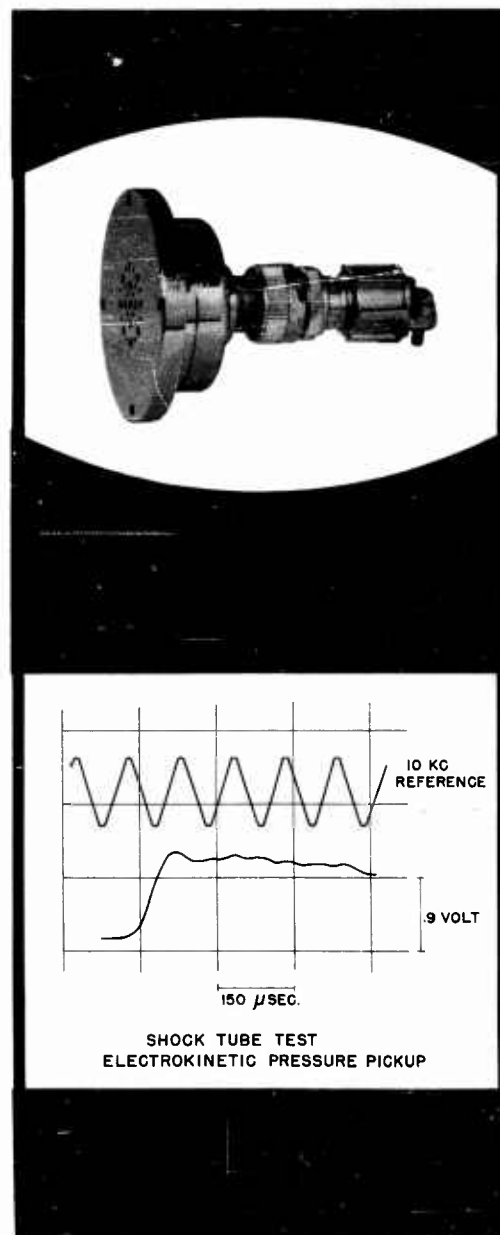 10 KC
REFERENCE
.9 VOLT
150 μSEC.
SHOCK TUBE TEST
ELECTROKINETIC PRESSURE PICKUP